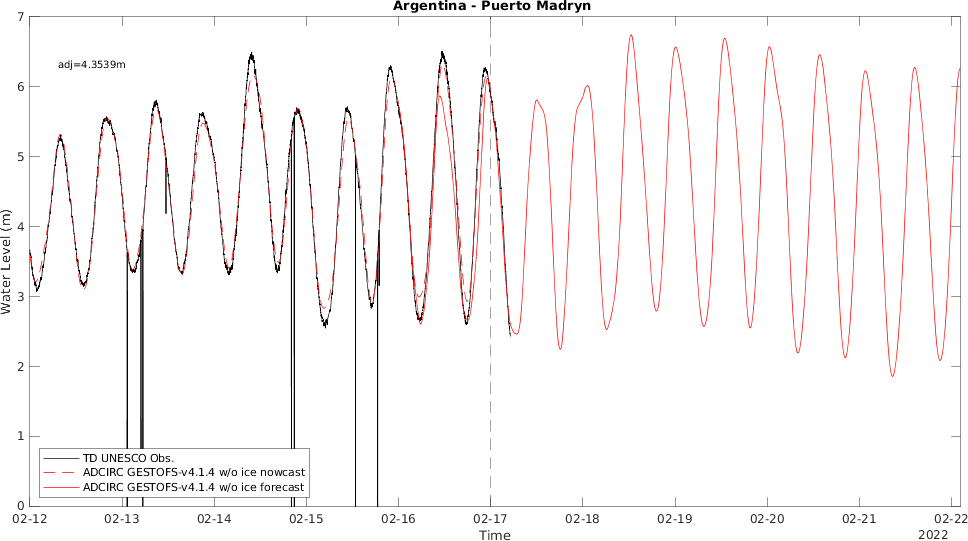 Argentina - Puerto Madryn
adj=4.3539m
Water Level (m)
7
6
5
4
3
2
1
0
TD UNESCO Obs.
ADCIRC GESTOFS-v4.1.4 w/o ice nowcast
ADCIRC GESTOFS-v4.1.4 w/o ice forecast
02-12 02-13 02-14 02-15 02-16 02-17 02-18 02-19 02-20 02-21 02-22
Time
2022